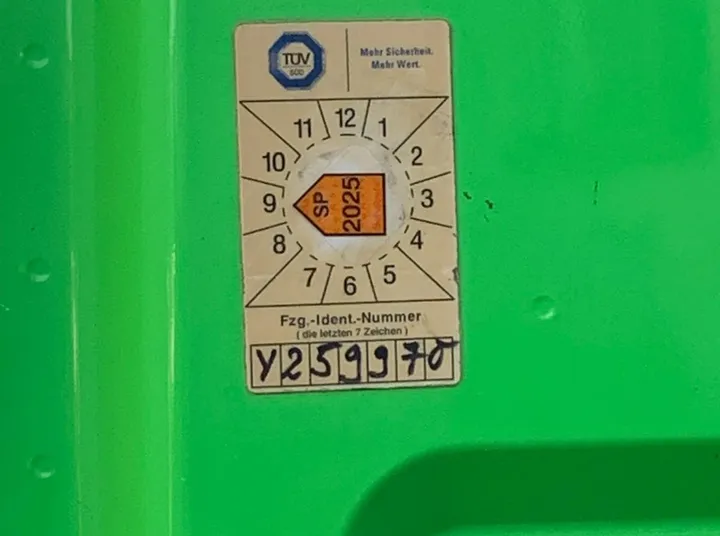 TÜV
SÜD
Mehr Sicherheit.
Mehr Wert.
11 12 1
10 2
9 3
8 4
7 6 5
SP
2025
Fzg.-Ident.-Nummer
(die letzten 7 Zeichen)
Y259970